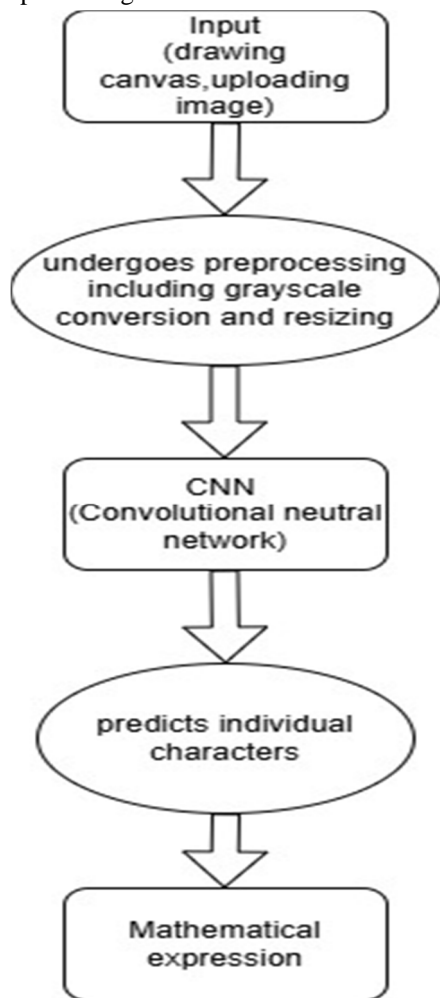 Input
(drawing
canvas,uploading
image)
undergoes preprocessing
including grayscale
conversion and resizing
CNN
(Convolutional neutral
network)
predicts individual
characters
Mathematical
expression